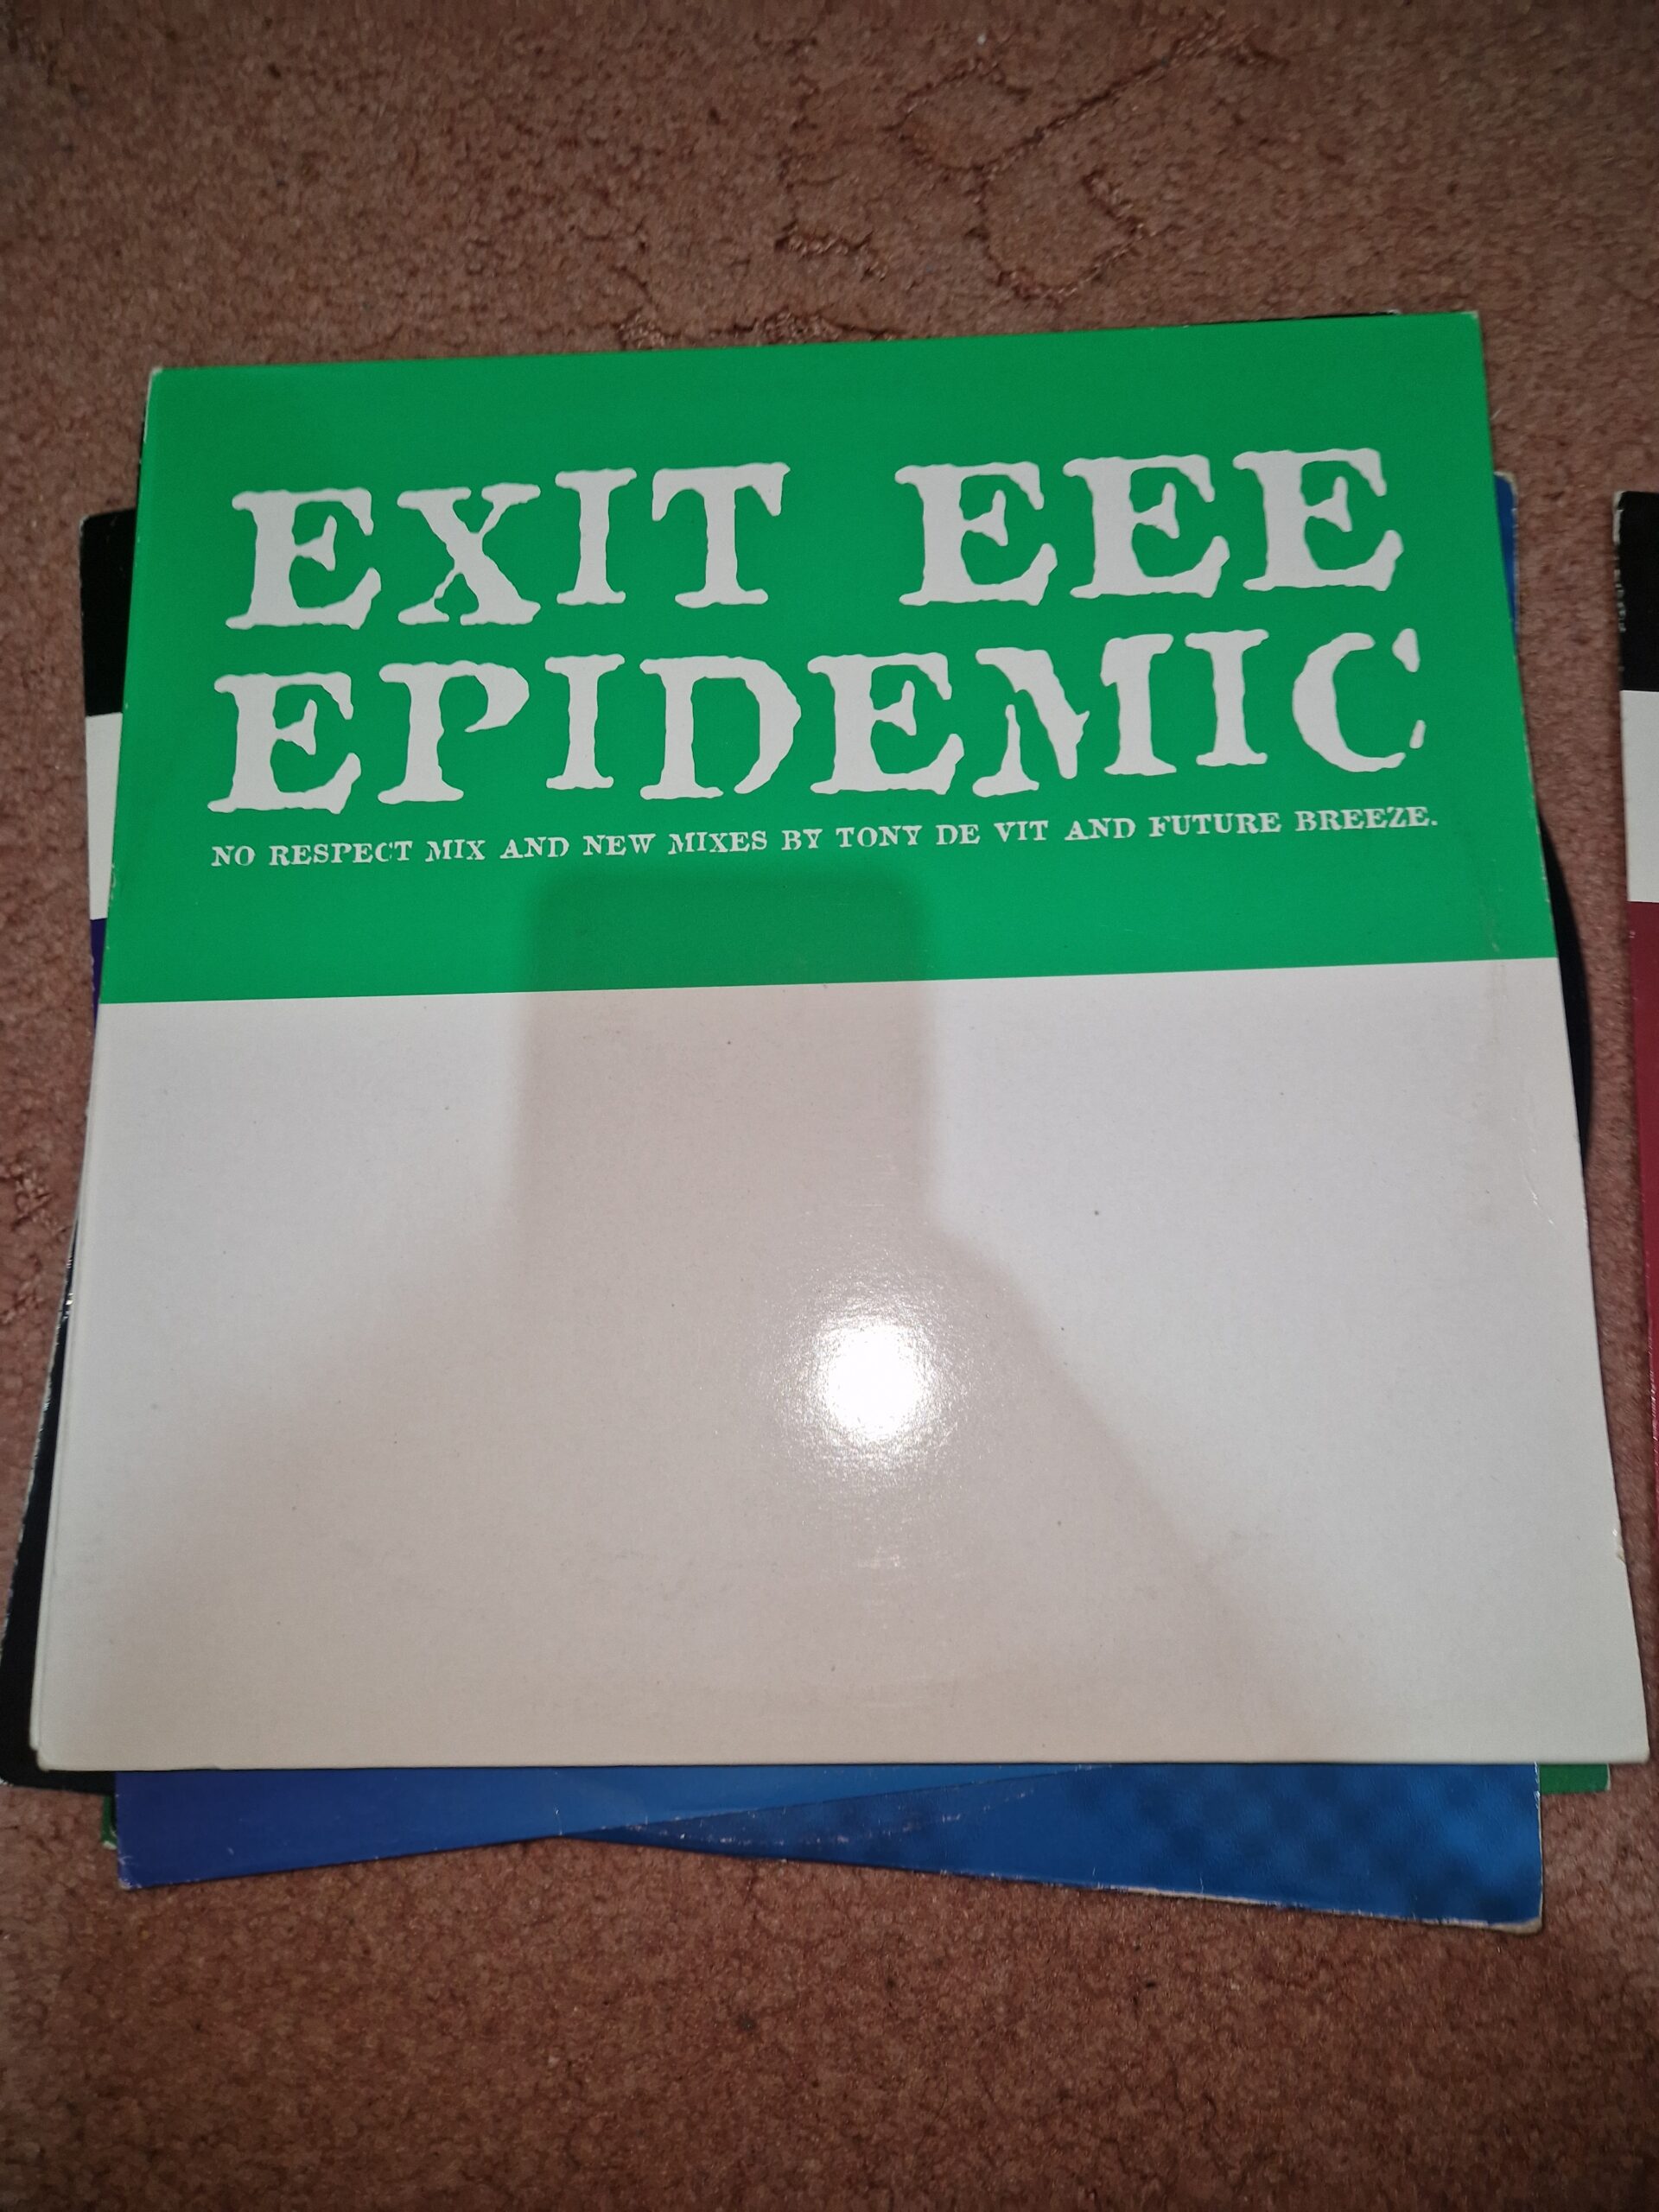 EXIT EEE
EPIDEMIC
NO RESPECT MIX AND NEW MIXES BY TONY DE VIT AND FUTURE BREEZE.